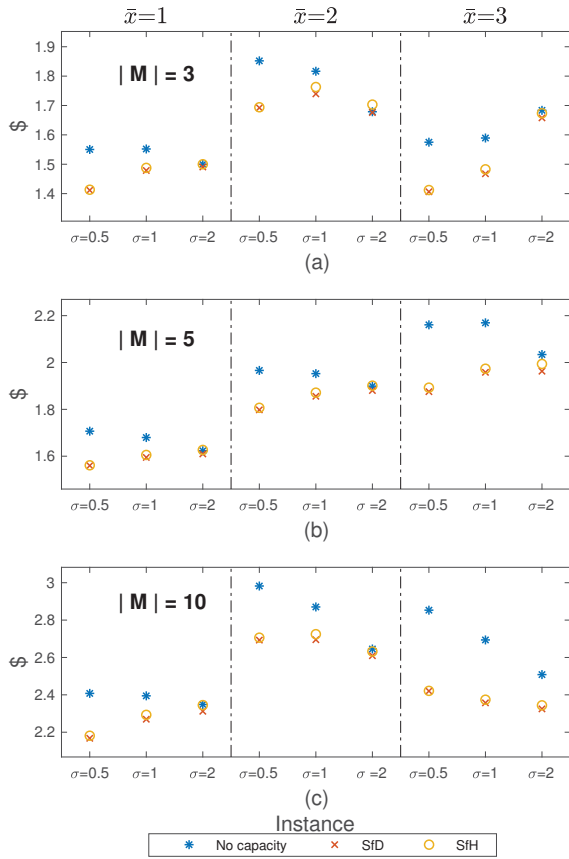 x̄=1 x̄=2 x̄=3
1.9
1.8
1.7
1.6
1.5
1.4
$
| M | = 3
σ=0.5 σ=1 σ=2 σ=0.5 σ=1 σ=2 σ=0.5 σ=1 σ=2
(a)
2.2
2
1.8
1.6
$
| M | = 5
σ=0.5 σ=1 σ=2 σ=0.5 σ=1 σ =2 σ=0.5 σ=1 σ=2
(b)
3
2.8
2.6
2.4
2.2
$
| M | = 10
σ=0.5 σ=1 σ=2 σ=0.5 σ=1 σ =2 σ=0.5 σ=1 σ=2
(c)
Instance
No capacity SfD SfH